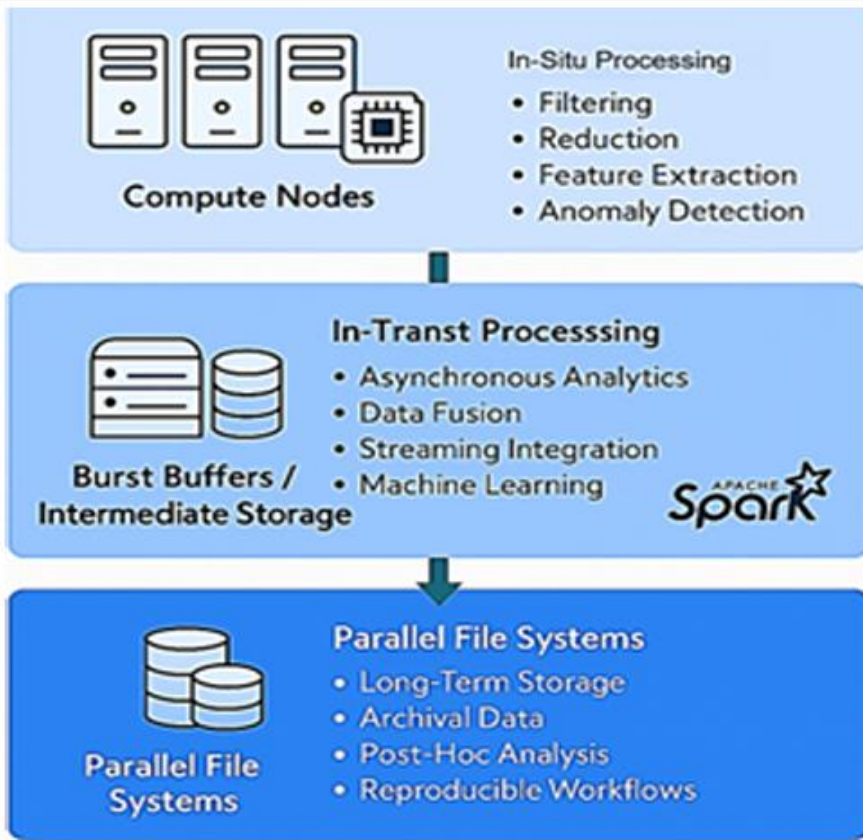 In-Situ Processing
• Filtering
• Reduction
• Feature Extraction
• Anomaly Detection
Compute Nodes
In-Transt Processsing
• Asynchronous Analytics
• Data Fusion
• Streaming Integration
• Machine Learning
Burst Buffers /
Intermediate Storage
APACHE
Spark
Parallel File Systems
• Long-Term Storage
• Archival Data
• Post-Hoc Analysis
• Reproducible Workflows
Parallel File
Systems